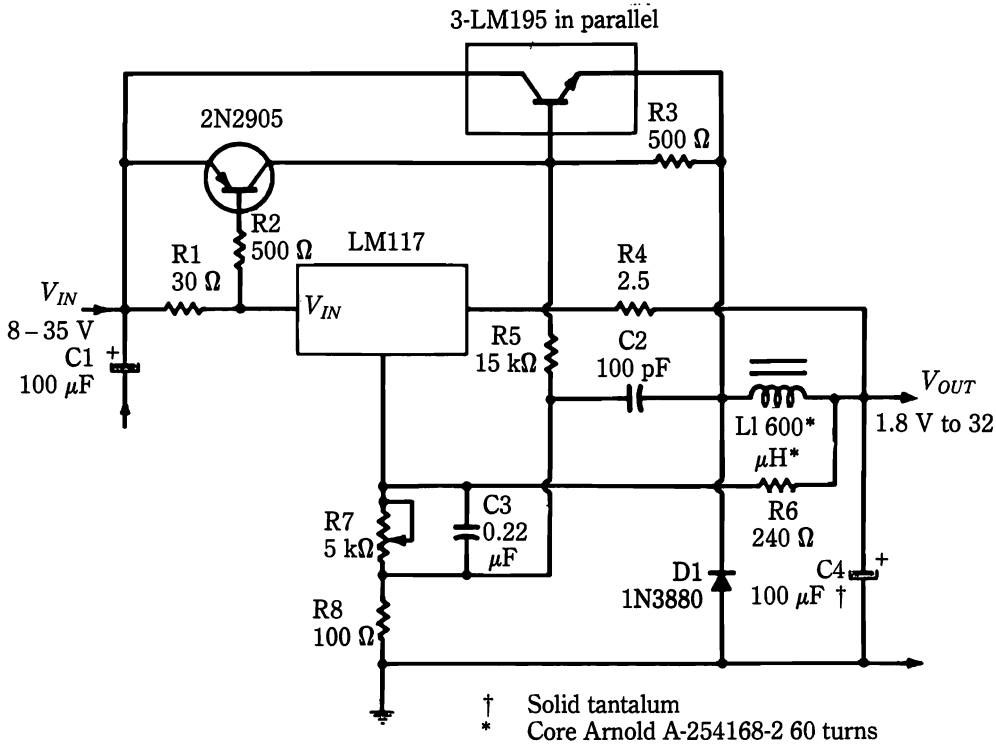 3-LM195 in parallel
2N2905
R3
500 Ω
R2
500 Ω
LM117
R1
30 Ω
R4
2.5
V_IN
V_IN
8–35 V
C1
+
100 μF
R5
15 kΩ
C2
100 pF
V_OUT
1.8 V to 32
Ll 600*
μH*
R6
240 Ω
R7
5 kΩ
C3
0.22
μF
D1
1N3880
C4
+
100 μF †
R8
100 Ω
† Solid tantalum
* Core Arnold A-254168-2 60 turns